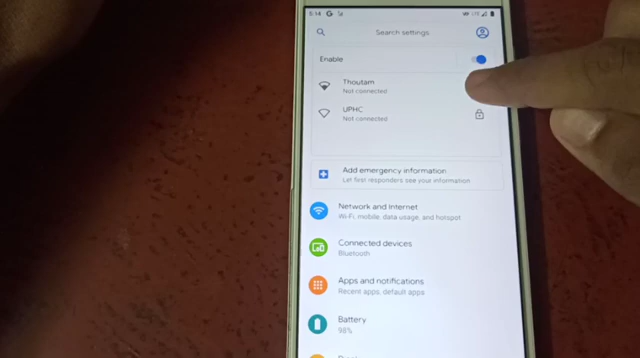 5:14
Search settings
Enable
Thoutam
Not connected
UPHC
Not connected
Add emergency information
Let first responders see your information
Network and Internet
Wi-Fi, mobile, data usage, and hotspot
Connected devices
Bluetooth
Apps and notifications
Recent apps, default apps
Battery
98%